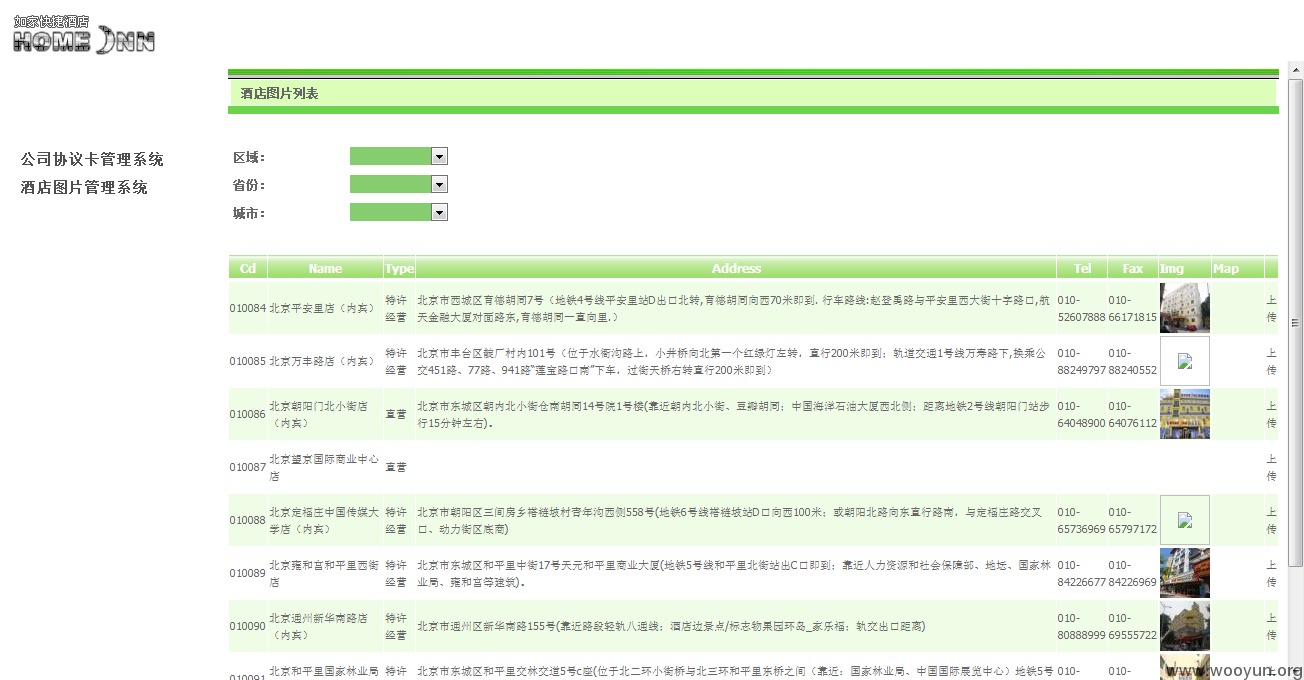 如家快捷酒店
HOME INN
酒店图片列表
公司协议卡管理系统
酒店图片管理系统
区域：
省份：
城市：
Cd Name Type Address Tel Fax Img Map
010084 北京平安里店（内宾） 特许经营 北京市西城区育德胡同7号（地铁4号线平安里站D出口北转,育德胡同向西70米即到. 行车路线:赵登禹路与平安里西大街十字路口,航天金融大厦对面路东,育德胡同一直向里.） 010-52607888 010-66171815 上传
010085 北京万丰路店（内宾） 特许经营 北京市丰台区靛厂村内101号（位于水衙沟路上，小井桥向北第一个红绿灯左转，直行200米即到；轨道交通1号线万寿路下,换乘公交451路、77路、941路“莲宝路口南”下车，过街天桥右转直行200米即到） 010-88249797 010-88240552 上传
010086 北京朝阳门北小街店（内宾） 直营 北京市东城区朝内北小街仓南胡同14号院1号楼(靠近朝内北小街、豆瓣胡同；中国海洋石油大厦西北侧；距离地铁2号线朝阳门站步行15分钟左右)。 010-64048900 010-64076112 上传
010087 北京望京国际商业中心店 直营 上传
010088 北京定福庄中国传媒大学店（内宾） 特许经营 北京市朝阳区三间房乡褡裢坡村青年沟西侧558号(地铁6号线褡裢坡站D口向西100米；或朝阳北路向东直行路南，与定福庄路交叉口、动力街区底商) 010-65736969 010-65797172 上传
010089 北京雍和宫和平里西街店 特许经营 北京市东城区和平里中街17号天元和平里商业大厦(地铁5号线和平里北街站出C口即到；靠近人力资源和社会保障部、地坛、国家林业局、雍和宫等建筑)。 010-84226677 010-84226969 上传
010090 北京通州新华南路店（内宾） 特许经营 北京市通州区新华南路155号(靠近路段轻轨八通线；酒店边景点/标志物果园环岛_家乐福；轨交出口距离) 010-80888999 010-69555722 上传
010091 北京和平里国家林业局 特许 北京市东城区和平里交林交道5号c座(位于北二环小街桥与北三环和平里东桥之间（靠近：国家林业局、中国国际展览中心）地铁5号 010- 010-
www.wooyun.org